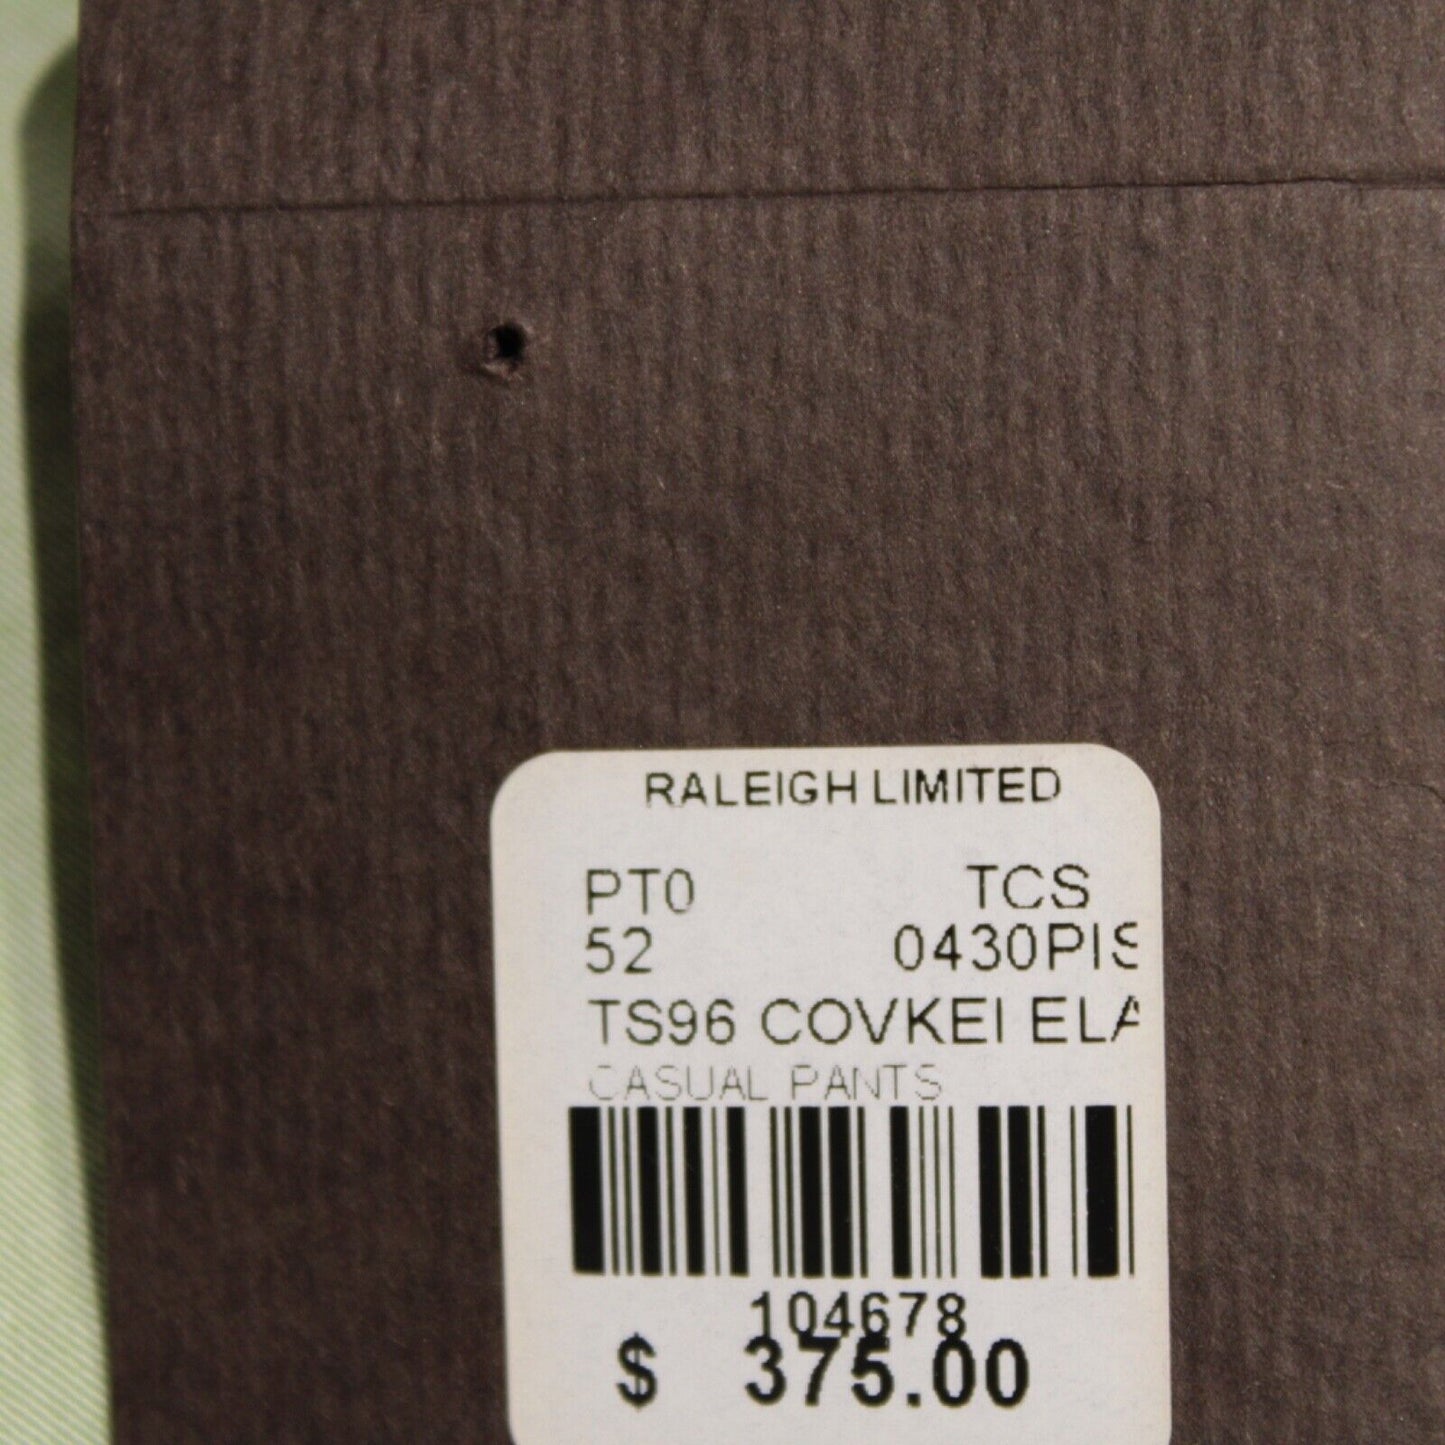 RALEIGH LIMITED
PT0 TCS
52 0430PIS
TS96 COVKEI ELA
CASUAL PANTS
104678
$ 375.00